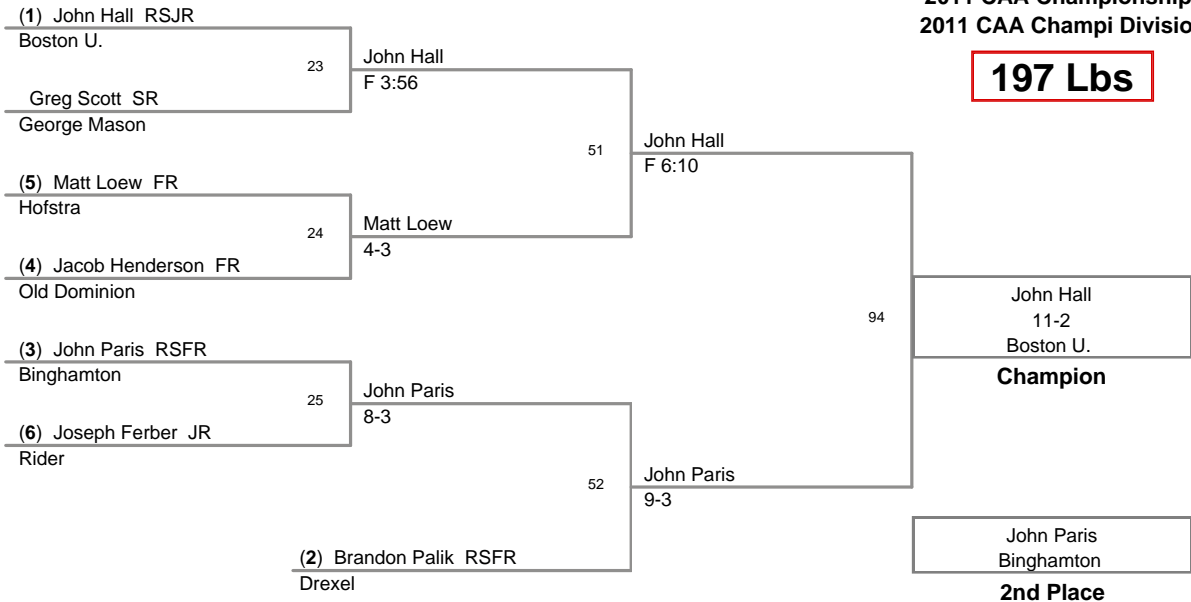 2011 CAA Championship
2011 CAA Champi Divisio
197 Lbs
(1) John Hall RSJR
Boston U.
23
John Hall
F 3:56
Greg Scott SR
George Mason
51
John Hall
F 6:10
(5) Matt Loew FR
Hofstra
24
Matt Loew
4-3
(4) Jacob Henderson FR
Old Dominion
94
John Hall
11-2
Boston U.
Champion
(3) John Paris RSFR
Binghamton
25
John Paris
8-3
(6) Joseph Ferber JR
Rider
52
John Paris
9-3
(2) Brandon Palik RSFR
Drexel
John Paris
Binghamton
2nd Place